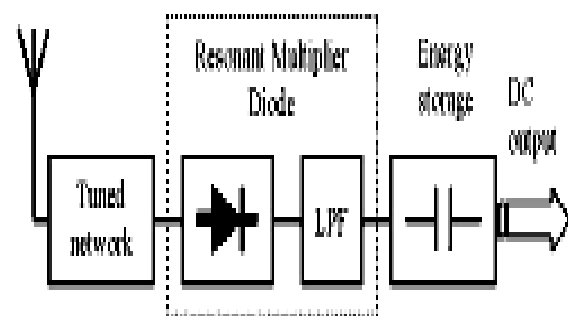 Resonant Multiplier
Diode
Energy
storage
DC
output
Tuned
network
LPF